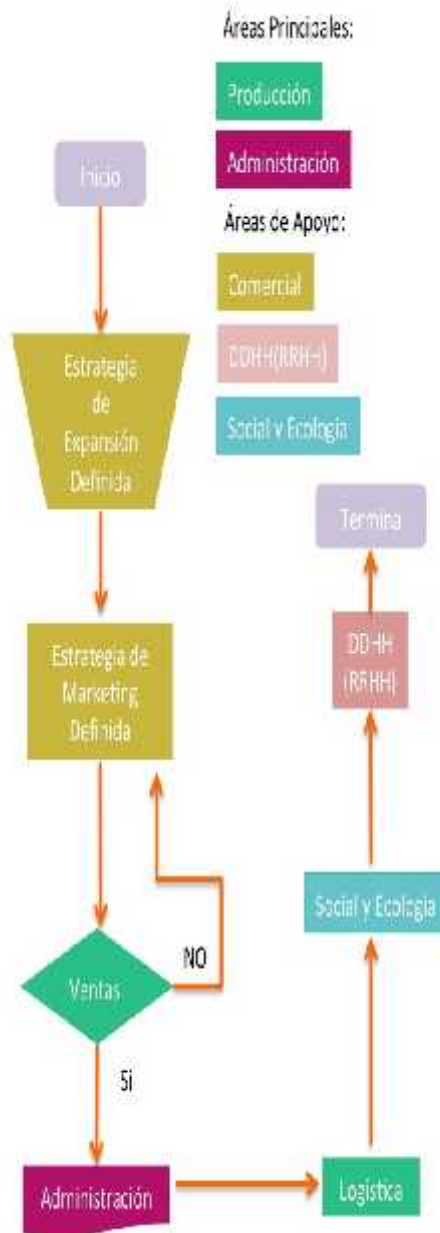 Áreas Principales:
Producción
Administración
Áreas de Apoyo:
Comercial
DDHH(RRHH)
Social y Ecología
Inicio
Estrategia
de
Expansión
Definida
Estrategia de
Marketing
Definida
Ventas
NO
Si
Administración
Logística
Social y Ecología
DDHH
(RRHH)
Termina